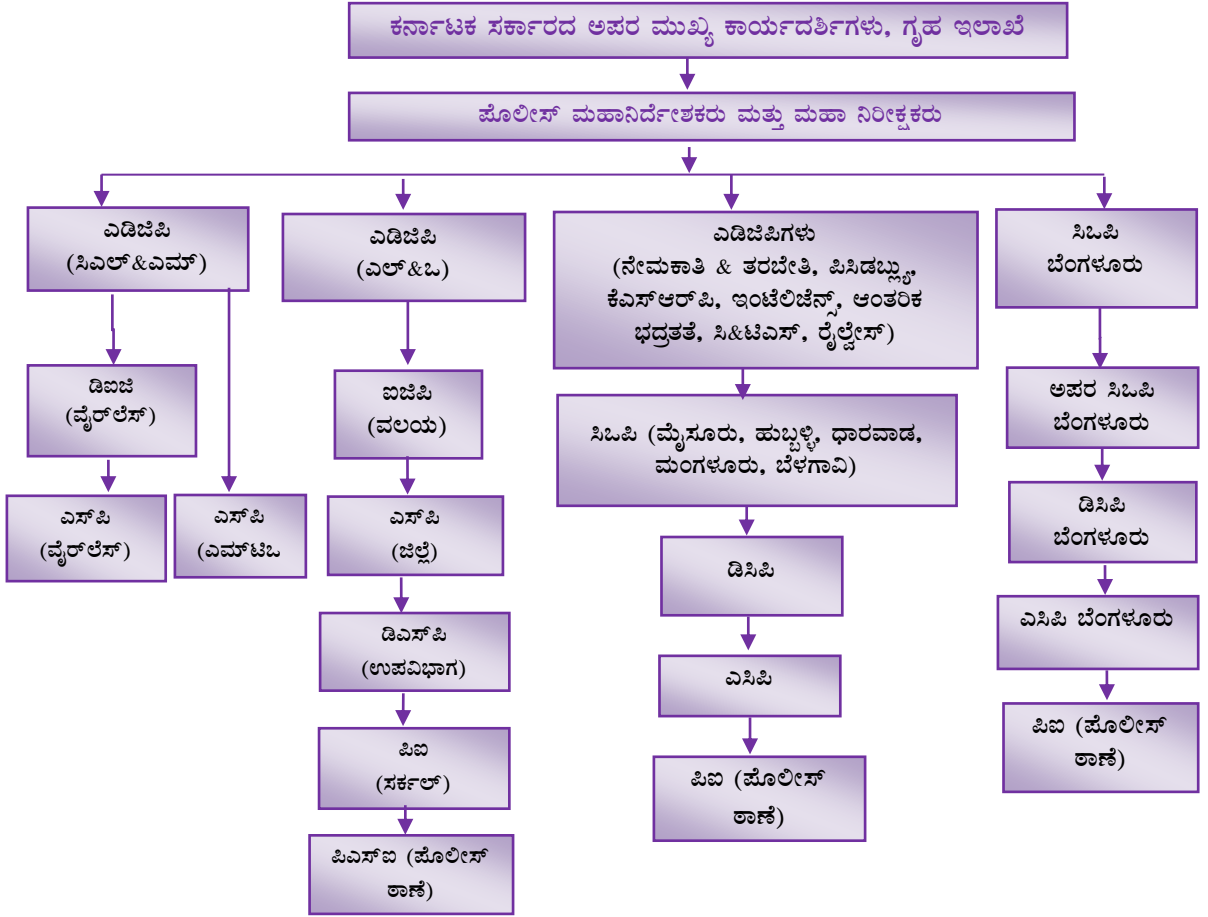 ಕರ್ನಾಟಕ ಸರ್ಕಾರದ ಅಪರ ಮುಖ್ಯ ಕಾರ್ಯದರ್ಶಿಗಳು, ಗೃಹ ಇಲಾಖೆ
ಪೊಲೀಸ್ ಮಹಾನಿರ್ದೇಶಕರು ಮತ್ತು ಮಹಾ ನಿರೀಕ್ಷಕರು
ಎಡಿಜಿಪಿ
(ಸಿಎಲ್&ಎಮ್)
ಡಿಐಜಿ
(ವೈರ್‌ಲೆಸ್)
ಎಸ್‌ಪಿ
(ವೈರ್‌ಲೆಸ್)
ಎಸ್‌ಪಿ
(ಎಮ್‌ಟಿಒ
ಎಡಿಜಿಪಿ
(ಎಲ್&ಒ)
ಐಜಿಪಿ
(ವಲಯ)
ಎಸ್‌ಪಿ
(ಜಿಲ್ಲೆ)
ಡಿಎಸ್‌ಪಿ
(ಉಪವಿಭಾಗ)
ಪಿಐ
(ಸರ್ಕಲ್)
ಪಿಎಸ್‌ಐ (ಪೊಲೀಸ್
ಠಾಣೆ)
ಎಡಿಜಿಪಿಗಳು
(ನೇಮಕಾತಿ & ತರಬೇತಿ, ಪಿಸಿಡಬ್ಲ್ಯು,
ಕೆಎಸ್‌ಆರ್‌ಪಿ, ಇಂಟೆಲಿಜೆನ್ಸ್, ಆಂತರಿಕ
ಭದ್ರತತೆ, ಸಿ&ಟಿಎಸ್, ರೈಲ್ವೇಸ್)
ಸಿಒಪಿ (ಮೈಸೂರು, ಹುಬ್ಬಳ್ಳಿ, ಧಾರವಾಡ,
ಮಂಗಳೂರು, ಬೆಳಗಾವಿ)
ಡಿಸಿಪಿ
ಎಸಿಪಿ
ಪಿಐ (ಪೊಲೀಸ್
ಠಾಣೆ)
ಸಿಒಪಿ
ಬೆಂಗಳೂರು
ಅಪರ ಸಿಒಪಿ
ಬೆಂಗಳೂರು
ಡಿಸಿಪಿ
ಬೆಂಗಳೂರು
ಎಸಿಪಿ ಬೆಂಗಳೂರು
ಪಿಐ (ಪೊಲೀಸ್
ಠಾಣೆ)